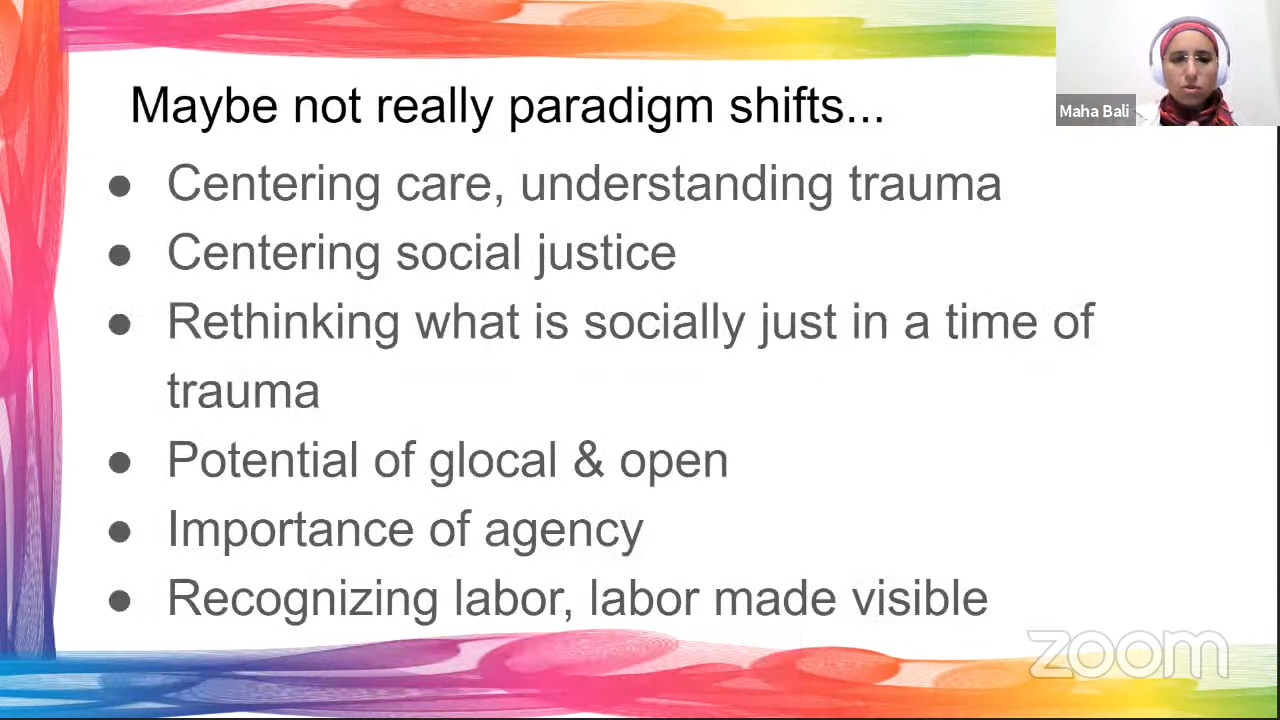 Maybe not really paradigm shifts...
Maha Bali
● Centering care, understanding trauma
● Centering social justice
● Rethinking what is socially just in a time of
trauma
● Potential of glocal & open
● Importance of agency
● Recognizing labor, labor made visible
zoom